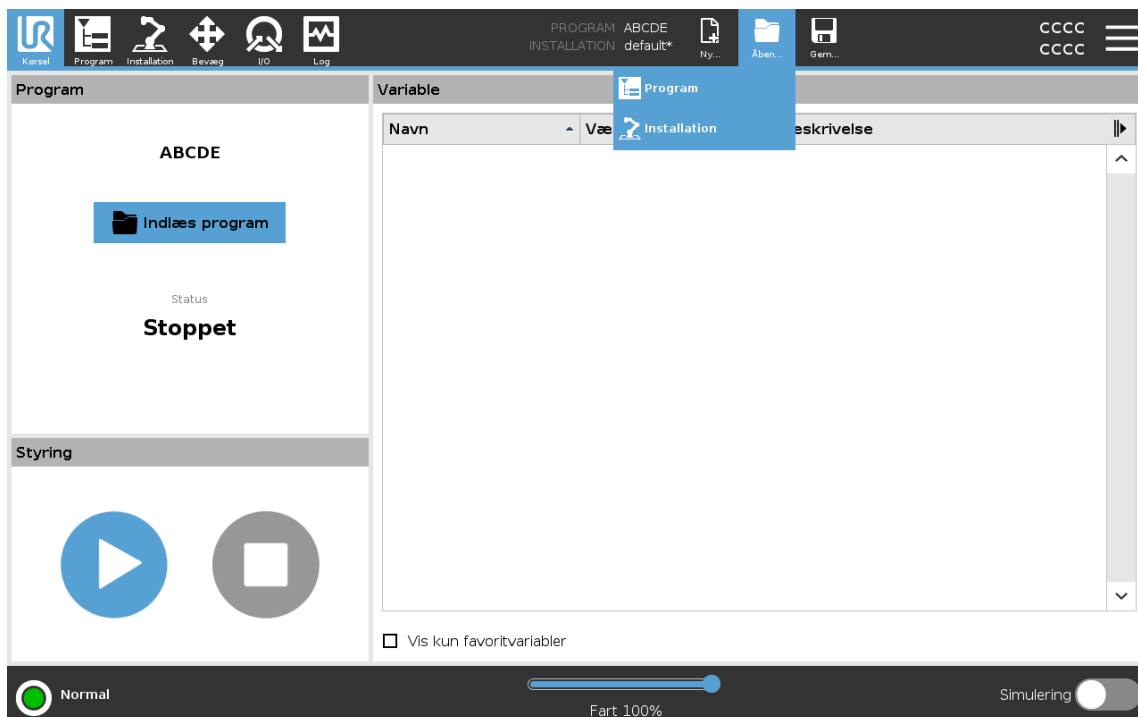 PROGRAM ABCDE
INSTALLATION default*
CCCC
CCCC
Kørsel Program Installation Bevæg I/O Log Ny... Åben... Gem...
Program
Installation
Program
ABCDE
Indlæs program
Status
Stoppet
Styring
Variable
Navn Væ eskrivelse
Vis kun favoritvariabler
Normal
Fart 100%
Simulering